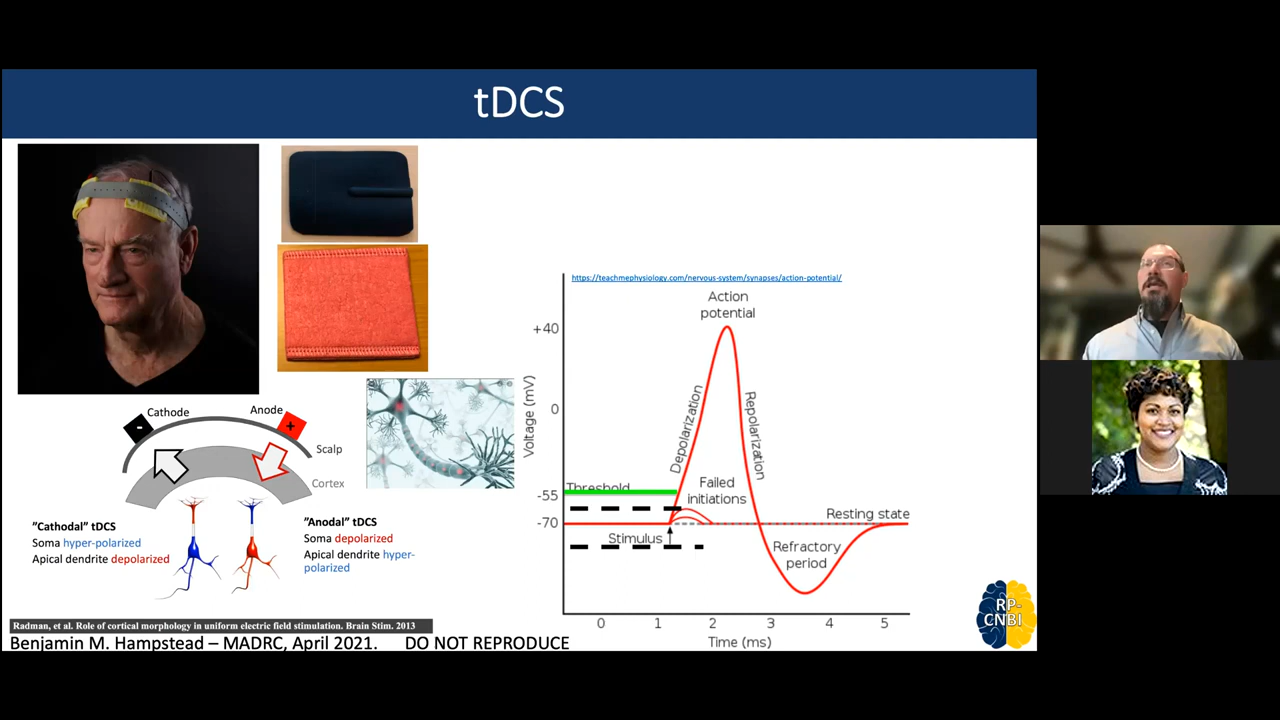 tDCS
Cathode
Anode
-
+
Scalp
Cortex
”Cathodal” tDCS
Soma hyper-polarized
Apical dendrite depolarized
”Anodal” tDCS
Soma depolarized
Apical dendrite hyper-
polarized
https://teachmephysiology.com/nervous-system/synapses/action-potential/
Action
potential
+40
0
-55
-70
Voltage (mV)
Depolarization
Repolarization
Threshold
Failed
initiations
Stimulus
Resting state
Refractory
period
0 1 2 3 4 5
Time (ms)
RP-
CNBI
Radman, et al. Role of cortical morphology in uniform electric field stimulation. Brain Stim. 2013
Benjamin M. Hampstead – MADRC, April 2021. DO NOT REPRODUCE